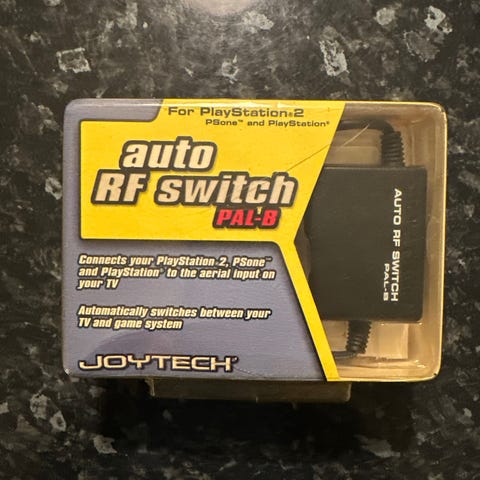 For PlayStation®2
PSone™ and PlayStation®
auto
RF switch
PAL-B
Connects your PlayStation 2, PSone™
and PlayStation® to the aerial input on
your TV
Automatically switches between your
TV and game system
JOYTECH®
AUTO RF SWITCH
PAL-B